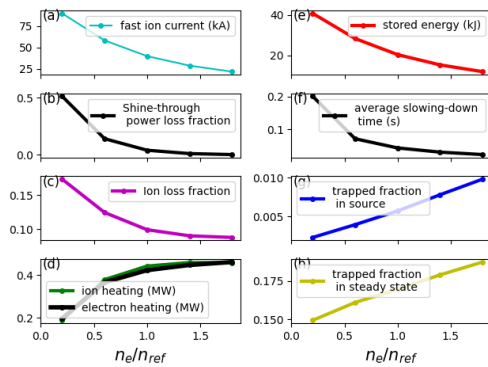 (a)
fast ion current (kA)
75
50
25
(e)
stored energy (kJ)
40
20
(b)
Shine-through
power loss fraction
0.5
0.0
(f)
average slowing-down
time (s)
0.2
0.1
(c)
Ion loss fraction
0.15
0.10
(g)
trapped fraction
in source
0.010
0.005
(d)
ion heating (MW)
electron heating (MW)
0.4
0.2
0.0 0.5 1.0 1.5
n_e/n_ref
(h)
trapped fraction
in steady state
0.175
0.150
0.0 0.5 1.0 1.5
n_e/n_ref